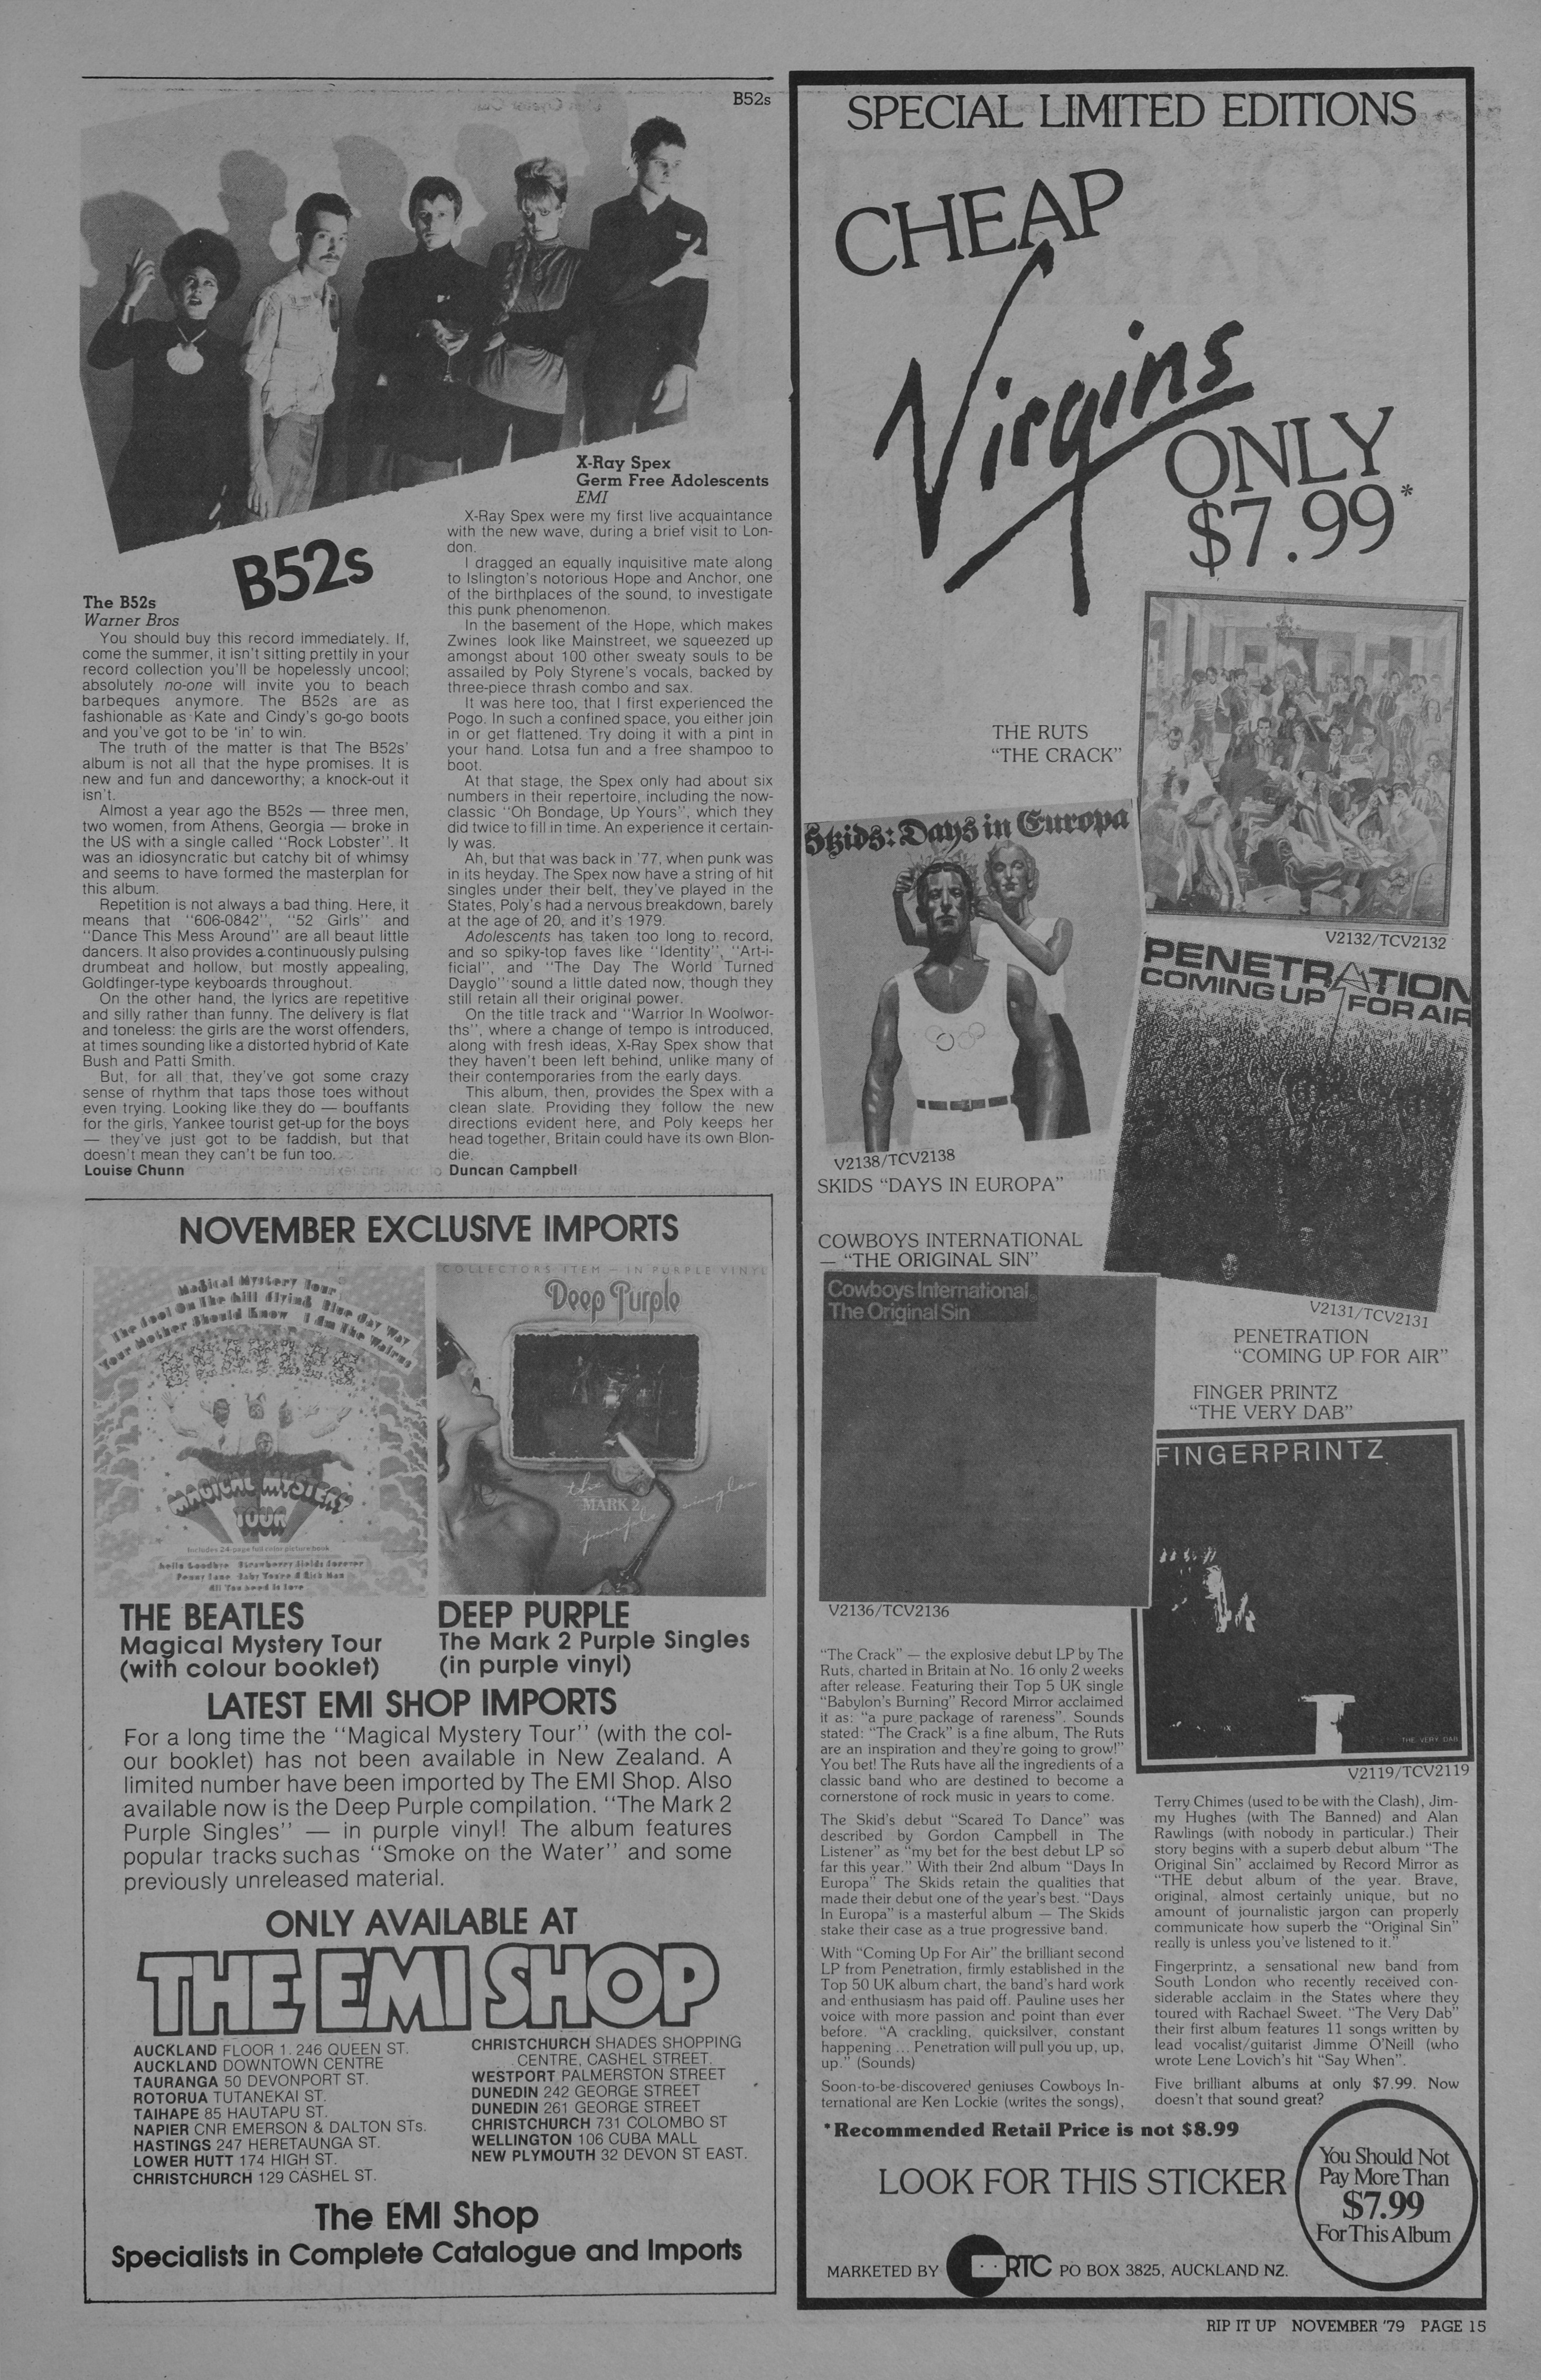 B52s
B52s
The B52s
Warner Bros
You should buy this record immediately. If,
come the summer, it isn't sitting prettily in your
record collection you'll be hopelessly uncool;
absolutely no-one will invite you to beach
barbeques anymore. The B52s are as
fashionable as Kate and Cindy's go-go boots
and you've got to be 'in' to win.
The truth of the matter is that The B52s'
album is not all that the hype promises. It is
new and fun and danceworthy; a knock-out it
isn't.
Almost a year ago the B52s — three men,
two women, from Athens, Georgia — broke in
the US with a single called "Rock Lobster". It
was an idiosyncratic but catchy bit of whimsy
and seems to have formed the masterplan for
this album.
Repetition is not always a bad thing. Here, it
means that "606-0842", "52 Girls" and
"Dance This Mess Around" are all beaut little
dancers. It also provides a continuously pulsing
drumbeat and hollow, but mostly appealing,
Goldfinger-type keyboards throughout.
On the other hand, the lyrics are repetitive
and silly rather than funny. The delivery is flat
and toneless: the girls are the worst offenders,
at times sounding like a distorted hybrid of Kate
Bush and Patti Smith.
But, for all that, they've got some crazy
sense of rhythm that taps those toes without
even trying. Looking like they do — bouffants
for the girls, Yankee tourist get-up for the boys
— they've just got to be faddish, but that
doesn't mean they can't be fun too.
Louise Chunn
X-Ray Spex
Germ Free Adolescents
EMI
X-Ray Spex were my first live acquaintance
with the new wave, during a brief visit to Lon-
don.
I dragged an equally inquisitive mate along
to Islington's notorious Hope and Anchor, one
of the birthplaces of the sound, to investigate
this punk phenomenon.
In the basement of the Hope, which makes
Zwines look like Mainstreet, we squeezed up
amongst about 100 other sweaty souls to be
assailed by Poly Styrene's vocals, backed by
three-piece thrash combo and sax.
It was here too, that I first experienced the
Pogo. In such a confined space, you either join
in or get flattened. Try doing it with a pint in
your hand. Lotsa fun and a free shampoo to
boot.
At that stage, the Spex only had about six
numbers in their repertoire, including the now-
classic "Oh Bondage, Up Yours", which they
did twice to fill in time. An experience it certain-
ly was.
Ah, but that was back in '77, when punk was
in its heyday. The Spex now have a string of hit
singles under their belt, they've played in the
States, Poly's had a nervous breakdown, barely
at the age of 20, and it's 1979.
Adolescents has taken too long to record,
and so spiky-top faves like "Identity", "Art-i-
ficial", and "The Day The World Turned
Dayglo" sound a little dated now, though they
still retain all their original power.
On the title track and "Warrior In Woolwor-
ths", where a change of tempo is introduced,
along with fresh ideas, X-Ray Spex show that
they haven't been left behind, unlike many of
their contemporaries from the early days.
This album, then, provides the Spex with a
clean slate. Providing they follow the new
directions evident here, and Poly keeps her
head together, Britain could have its own Blon-
die.
Duncan Campbell
NOVEMBER EXCLUSIVE IMPORTS
Magical Mystery Tour
The Fool On The Hill Flying Blue Jay Way
Your Mother Should Know I Am The Walrus
BEATLES
MAGICAL MYSTERY
TOUR
Includes 24-page full color picture book
Hello Goodbye Strawberry Fields Forever
Penny Lane Baby Youre A Rich Man
All You Need Is Love
COLLECTORS ITEM — IN PURPLE VINYL
Deep Purple
the
MARK 2
purple
singles
THE BEATLES
Magical Mystery Tour
(with colour booklet)
DEEP PURPLE
The Mark 2 Purple Singles
(in purple vinyl)
LATEST EMI SHOP IMPORTS
For a long time the "Magical Mystery Tour" (with the col-
our booklet) has not been available in New Zealand. A
limited number have been imported by The EMI Shop. Also
available now is the Deep Purple compilation. "The Mark 2
Purple Singles" — in purple vinyl! The album features
popular tracks such as "Smoke on the Water" and some
previously unreleased material.
ONLY AVAILABLE AT
THE EMI SHOP
AUCKLAND FLOOR 1. 246 QUEEN ST.
AUCKLAND DOWNTOWN CENTRE
TAURANGA 50 DEVONPORT ST.
ROTORUA TUTANEKAI ST.
TAIHAPE 85 HAUTAPU ST.
NAPIER CNR EMERSON & DALTON STs.
HASTINGS 247 HERETAUNGA ST.
LOWER HUTT 174 HIGH ST.
CHRISTCHURCH 129 CASHEL ST.
CHRISTCHURCH SHADES SHOPPING
CENTRE, CASHEL STREET.
WESTPORT PALMERSTON STREET
DUNEDIN 242 GEORGE STREET
DUNEDIN 261 GEORGE STREET
CHRISTCHURCH 731 COLOMBO ST
WELLINGTON 106 CUBA MALL
NEW PLYMOUTH 32 DEVON ST EAST.
The EMI Shop
Specialists in Complete Catalogue and Imports
SPECIAL LIMITED EDITIONS
CHEAP
Virgins
ONLY
$7.99*
THE RUTS
"THE CRACK"
V2132/TCV2132
Skids: Days in Europa
V2138/TCV2138
SKIDS "DAYS IN EUROPA"
PENETRATION
COMING UP FOR AIR
V2131/TCV2131
PENETRATION
"COMING UP FOR AIR"
COWBOYS INTERNATIONAL
— "THE ORIGINAL SIN"
Cowboys International
The Original Sin
V2136/TCV2136
FINGER PRINTZ
"THE VERY DAB"
FINGERPRINTZ
THE VERY DAB
V2119/TCV2119
"The Crack" — the explosive debut LP by The
Ruts, charted in Britain at No. 16 only 2 weeks
after release. Featuring their Top 5 UK single
"Babylon's Burning" Record Mirror acclaimed
it as: "a pure package of rareness". Sounds
stated: "The Crack" is a fine album, The Ruts
are an inspiration and they're going to grow!"
You bet! The Ruts have all the ingredients of a
classic band who are destined to become a
cornerstone of rock music in years to come.
The Skid's debut "Scared To Dance" was
described by Gordon Campbell in The
Listener" as "my bet for the best debut LP so
far this year." With their 2nd album "Days In
Europa" The Skids retain the qualities that
made their debut one of the year's best. "Days
In Europa" is a masterful album — The Skids
stake their case as a true progressive band.
With "Coming Up For Air" the brilliant second
LP from Penetration, firmly established in the
Top 50 UK album chart, the band's hard work
and enthusiasm has paid off. Pauline uses her
voice with more passion and point than ever
before. "A crackling, quicksilver, constant
happening ... Penetration will pull you up, up,
up." (Sounds)
Soon-to-be-discovered geniuses Cowboys In-
ternational are Ken Lockie (writes the songs),
Terry Chimes (used to be with the Clash), Jim-
my Hughes (with The Banned) and Alan
Rawlings (with nobody in particular.) Their
story begins with a superb debut album "The
Original Sin" acclaimed by Record Mirror as
"THE debut album of the year. Brave,
original, almost certainly unique, but no
amount of journalistic jargon can properly
communicate how superb the "Original Sin"
really is unless you've listened to it."
Fingerprintz, a sensational new band from
South London who recently received con-
siderable acclaim in the States where they
toured with Rachael Sweet. "The Very Dab"
their first album features 11 songs written by
lead vocalist/guitarist Jimme O'Neill (who
wrote Lene Lovich's hit "Say When".
Five brilliant albums at only $7.99. Now
doesn't that sound great?
*Recommended Retail Price is not $8.99
LOOK FOR THIS STICKER
You Should Not
Pay More Than
$7.99
For This Album
MARKETED BY RTC PO BOX 3825, AUCKLAND NZ.
RIP IT UP NOVEMBER '79 PAGE 15